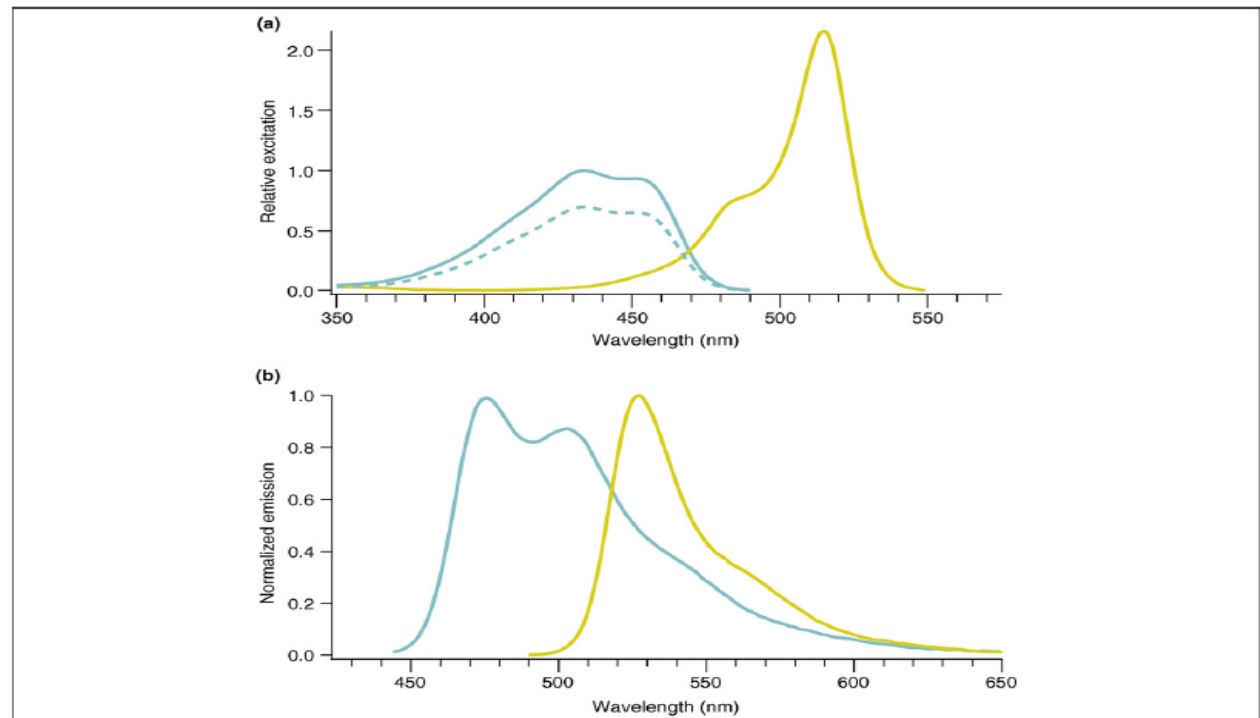 (a)
Relative excitation
2.0
1.5
1.0
0.5
0.0
350 400 450 500 550
Wavelength (nm)
(b)
Normalized emission
1.0
0.8
0.6
0.4
0.2
0.0
450 500 550 600 650
Wavelength (nm)